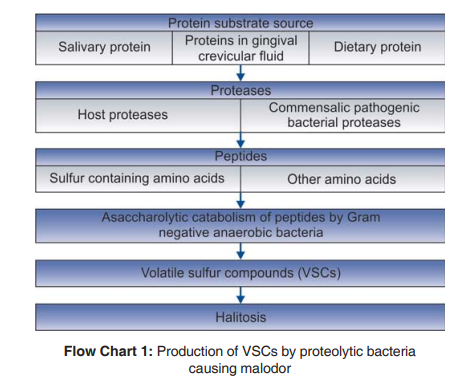 Protein substrate source
Salivary protein
Proteins in gingival
crevicular fluid
Dietary protein
Proteases
Host proteases
Commensalic pathogenic
bacterial proteases
Peptides
Sulfur containing amino acids
Other amino acids
Asaccharolytic catabolism of peptides by Gram
negative anaerobic bacteria
Volatile sulfur compounds (VSCs)
Halitosis
Flow Chart 1: Production of VSCs by proteolytic bacteria
causing malodor